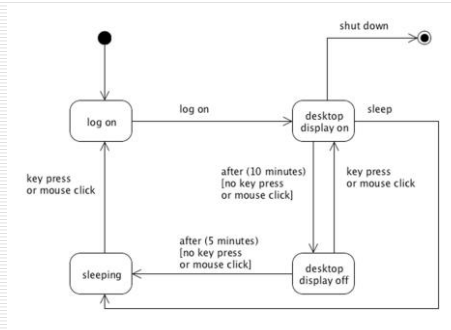 shut down
log on
log on
desktop
display on
sleep
key press
or mouse click
after (10 minutes)
[no key press
or mouse click]
key press
or mouse click
after (5 minutes)
[no key press
or mouse click]
sleeping
desktop
display off